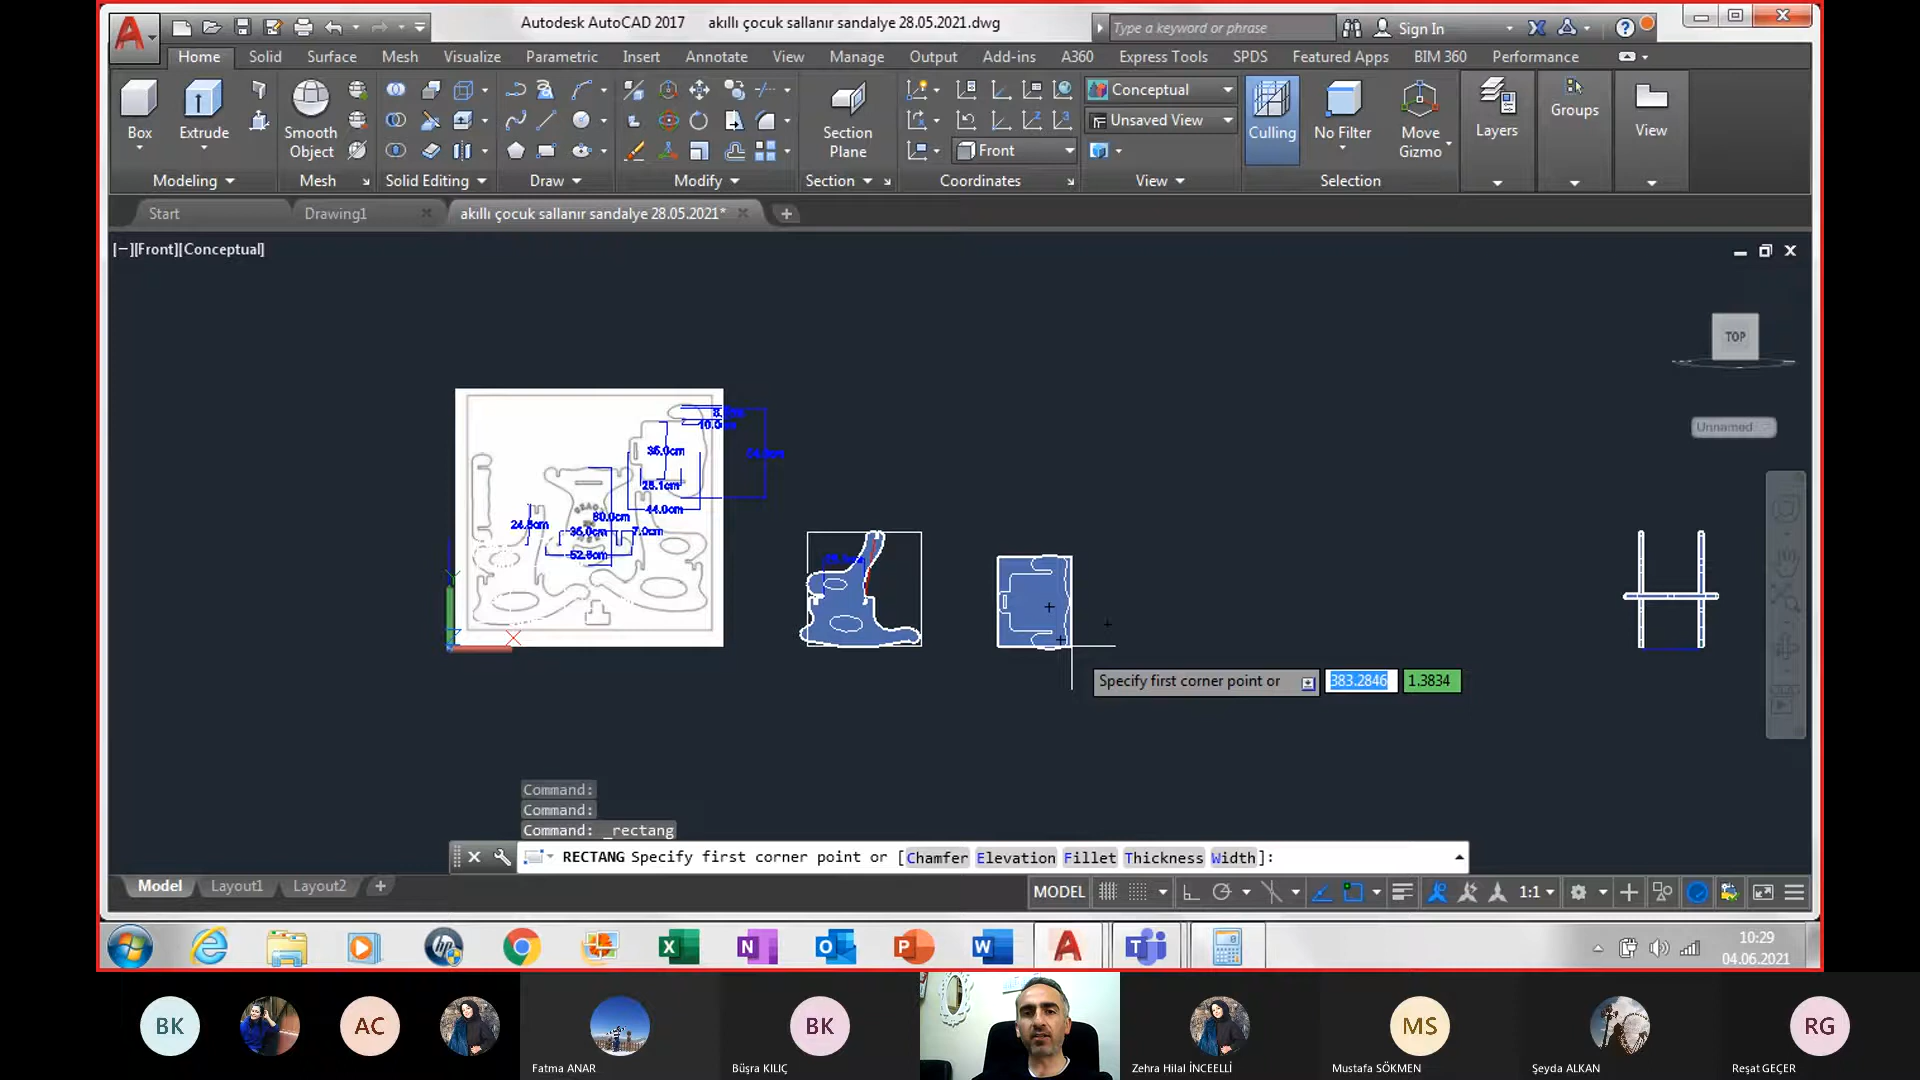 Autodesk AutoCAD 2017 akıllı çocuk sallanır sandalye 28.05.2021.dwg
Type a keyword or phrase
Sign In
Home Solid Surface Mesh Visualize Parametric Insert Annotate View Manage Output Add-ins A360 Express Tools SPDS Featured Apps BIM 360 Performance
Box
Extrude
Smooth Object
Section Plane
Conceptual
Unsaved View
Front
Culling
No Filter
Move Gizmo
Layers
Groups
View
Modeling
Mesh
Solid Editing
Draw
Modify
Section
Coordinates
View
Selection
Start
Drawing1
akıllı çocuk sallanır sandalye 28.05.2021*
[−][Front][Conceptual]
TOP
Unnamed
10.0
35.0cm
25.1cm
44.0cm
80.0cm
35.0cm
7.0cm
Specify first corner point or
383.2846
1.3834
Command:
Command:
Command: _rectang
RECTANG Specify first corner point or [Chamfer Elevation Fillet Thickness Width]:
Model
Layout1
Layout2
MODEL
1:1
10:29
04.06.2021
BK
AC
BK
MS
RG
Fatma ANAR
Büşra KILIÇ
Zehra Hilal İNCEELLİ
Mustafa SÖKMEN
Şeyda ALKAN
Reşat GEÇER